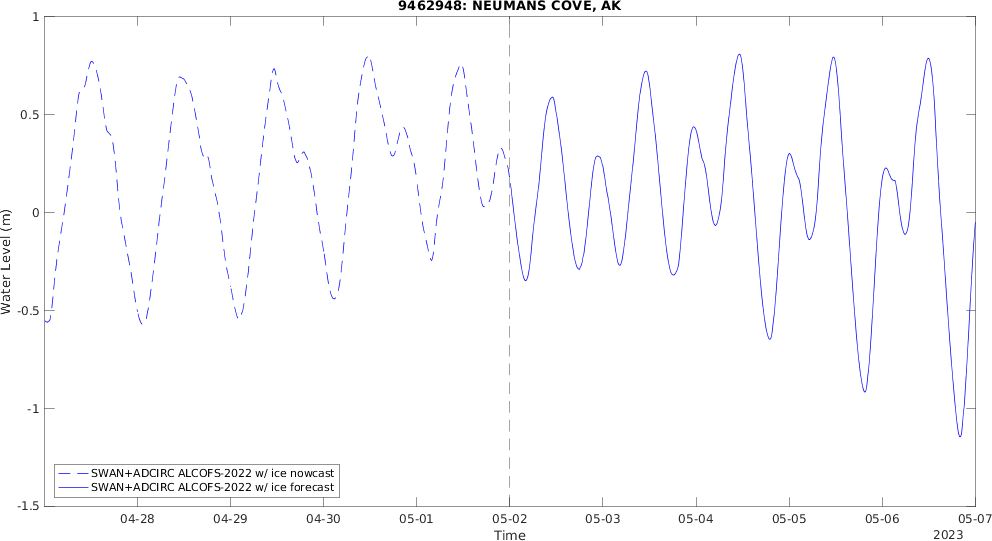 9462948: NEUMANS COVE, AK
1
0.5
0
-0.5
-1
-1.5
Water Level (m)
SWAN+ADCIRC ALCOFS-2022 w/ ice nowcast
SWAN+ADCIRC ALCOFS-2022 w/ ice forecast
04-28 04-29 04-30 05-01 05-02 05-03 05-04 05-05 05-06 05-07
Time
2023